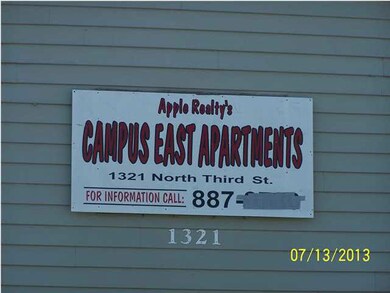 Apple Realty's
CAMPUS EAST APARTMENTS
1321 North Third St.
FOR INFORMATION CALL: 887-
1321
07/13/2013